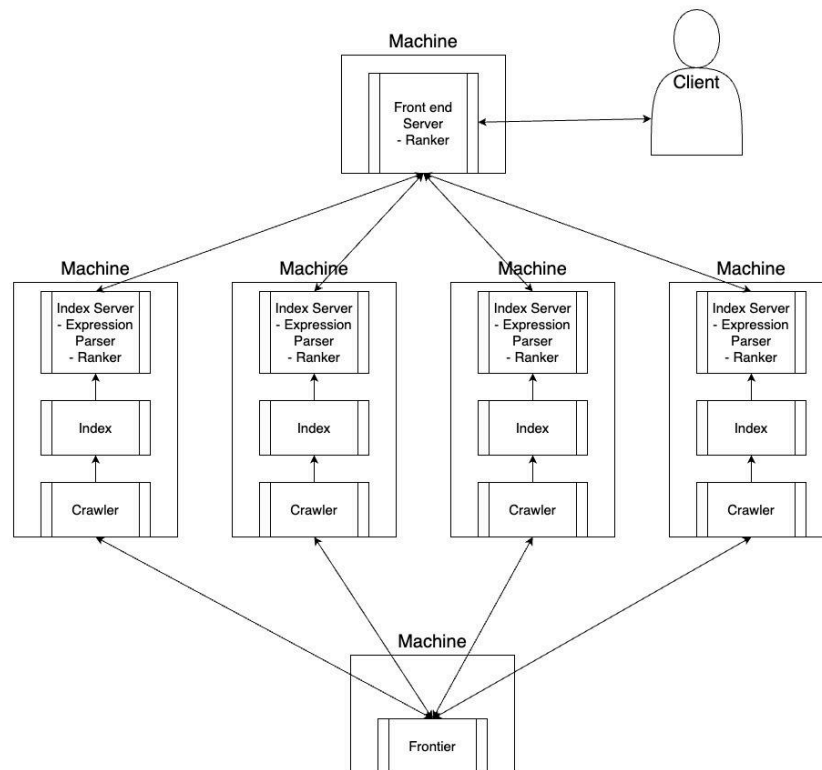 Machine
Client
Front end
Server
- Ranker
Machine
Machine
Machine
Machine
Index Server
- Expression
Parser
- Ranker
Index Server
- Expression
Parser
- Ranker
Index Server
- Expression
Parser
- Ranker
Index Server
- Expression
Parser
- Ranker
Index
Index
Index
Index
Crawler
Crawler
Crawler
Crawler
Machine
Frontier